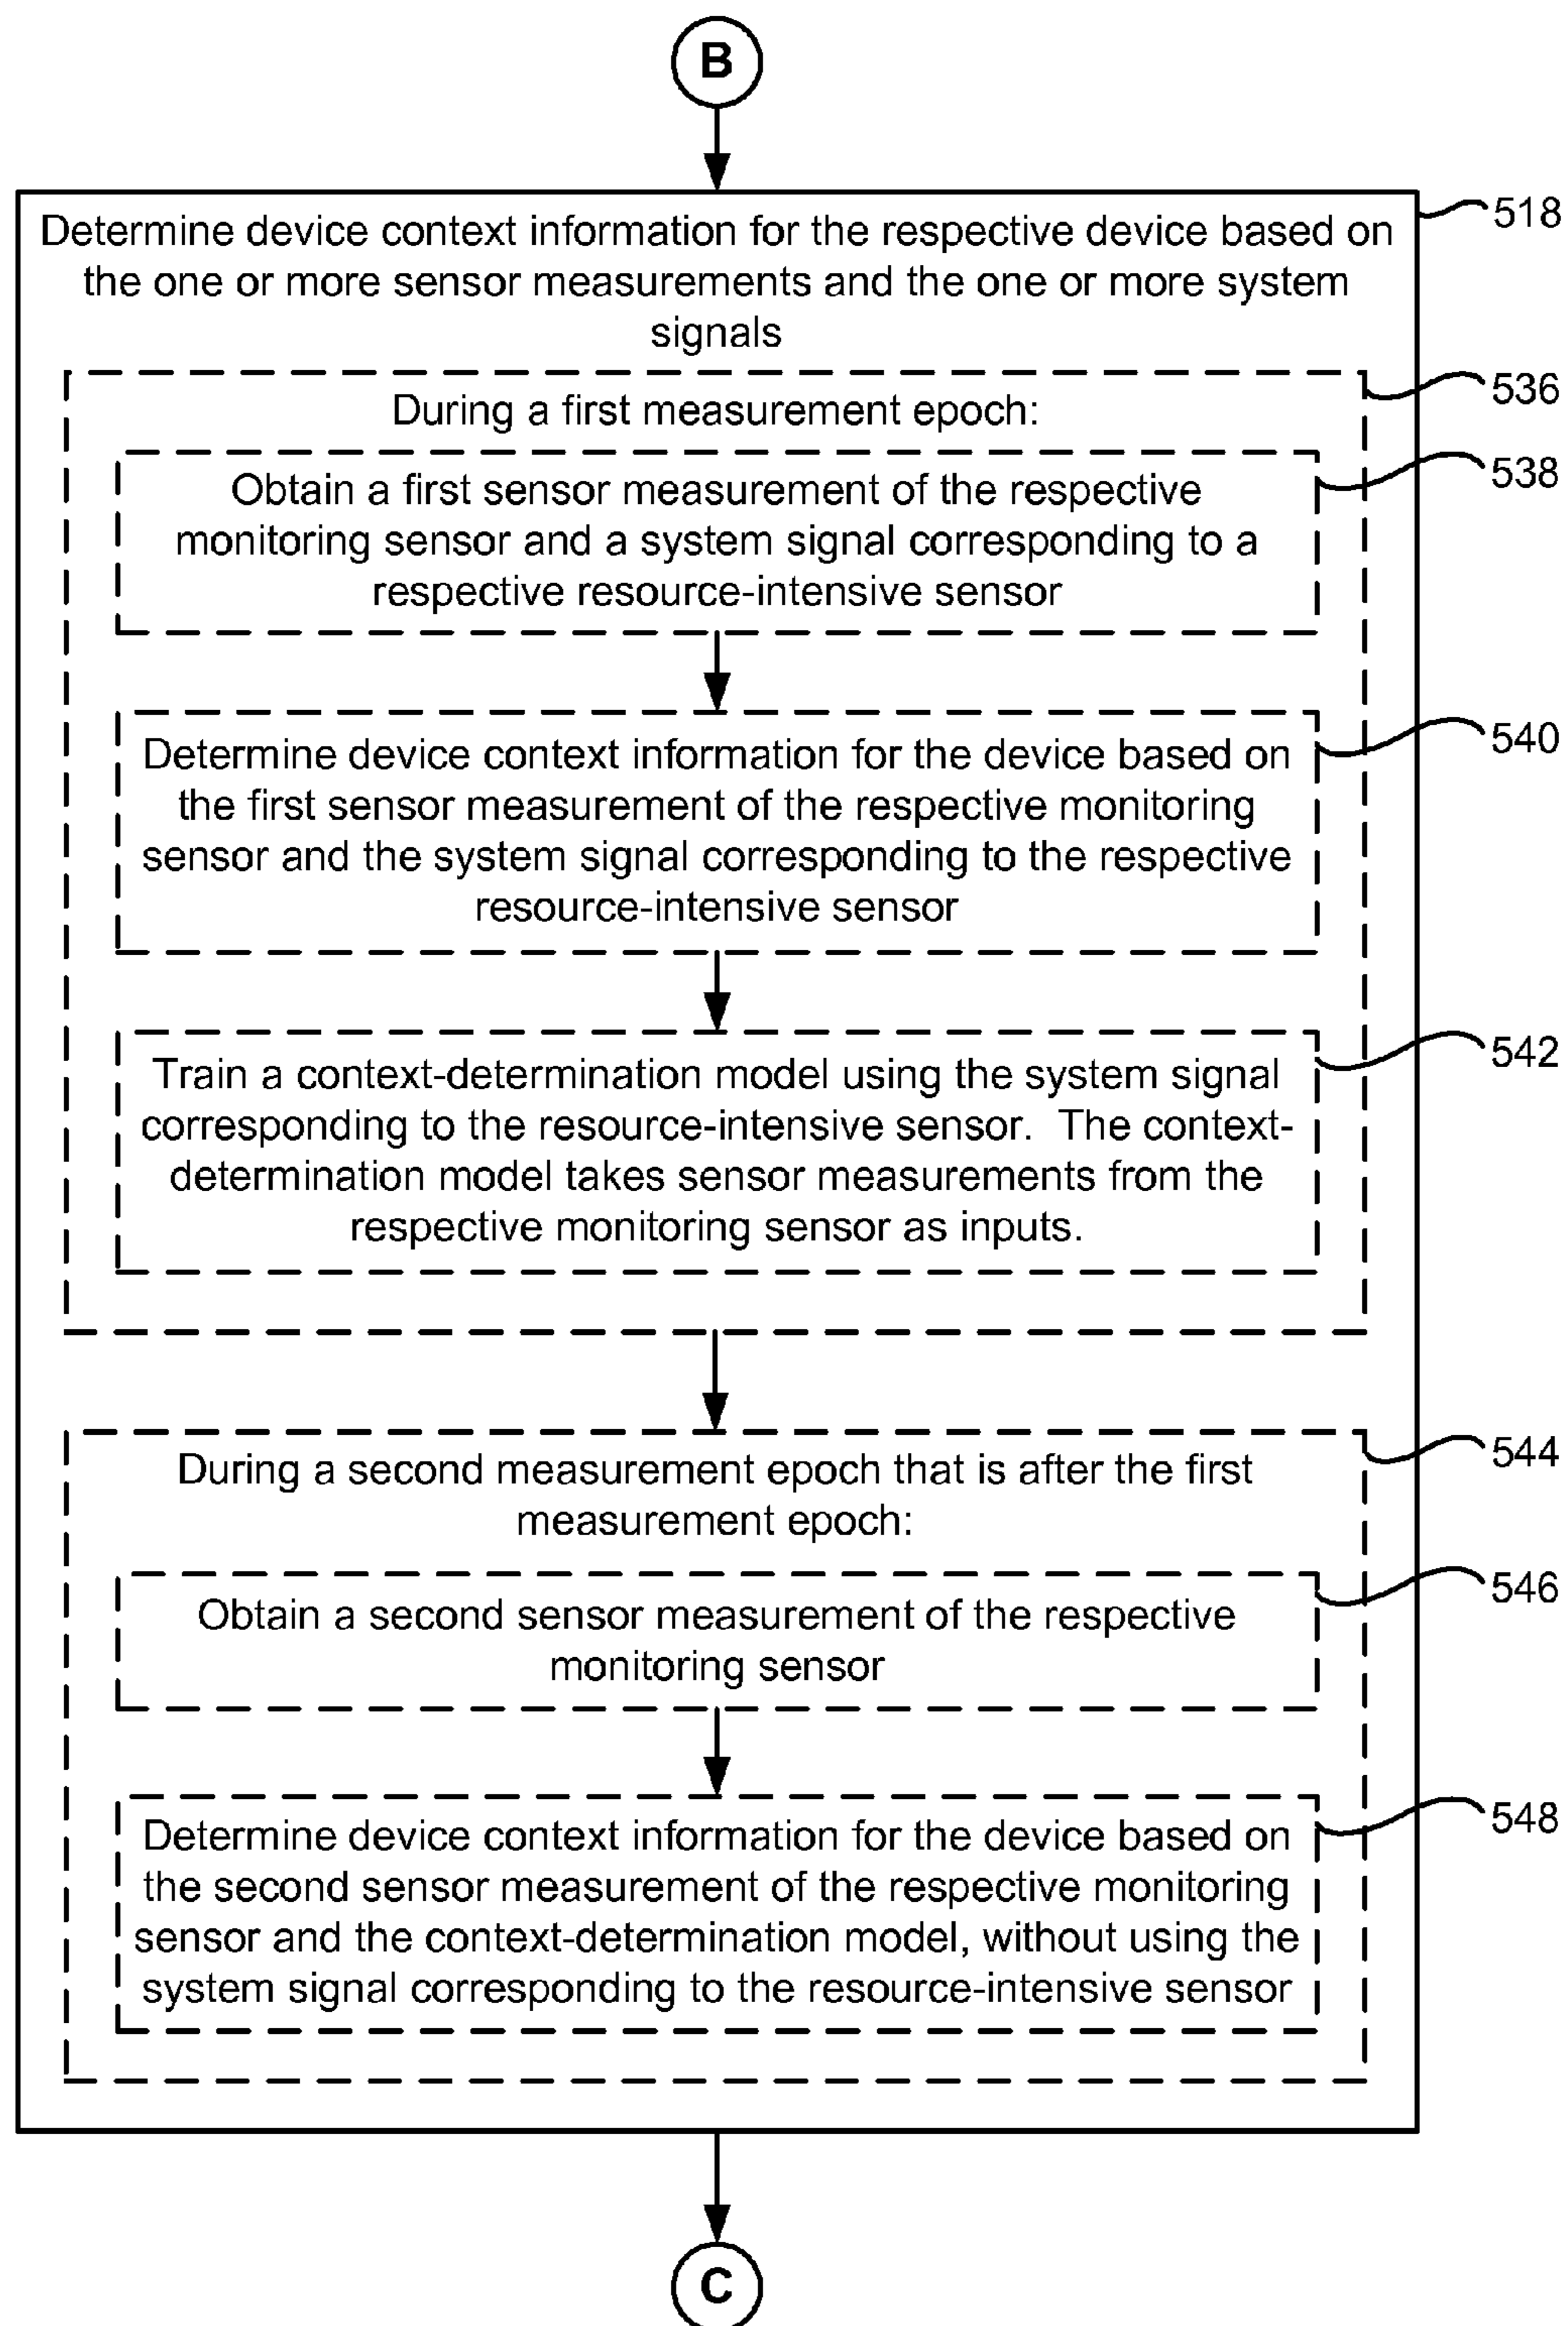 B
Determine device context information for the respective device based on
the one or more sensor measurements and the one or more system
signals
518
During a first measurement epoch:
536
Obtain a first sensor measurement of the respective
monitoring sensor and a system signal corresponding to a
respective resource-intensive sensor
538
Determine device context information for the device based on
the first sensor measurement of the respective monitoring
sensor and the system signal corresponding to the respective
resource-intensive sensor
540
Train a context-determination model using the system signal
corresponding to the resource-intensive sensor. The context-
determination model takes sensor measurements from the
respective monitoring sensor as inputs.
542
During a second measurement epoch that is after the first
measurement epoch:
544
Obtain a second sensor measurement of the respective
monitoring sensor
546
Determine device context information for the device based on
the second sensor measurement of the respective monitoring
sensor and the context-determination model, without using the
system signal corresponding to the resource-intensive sensor
548
C